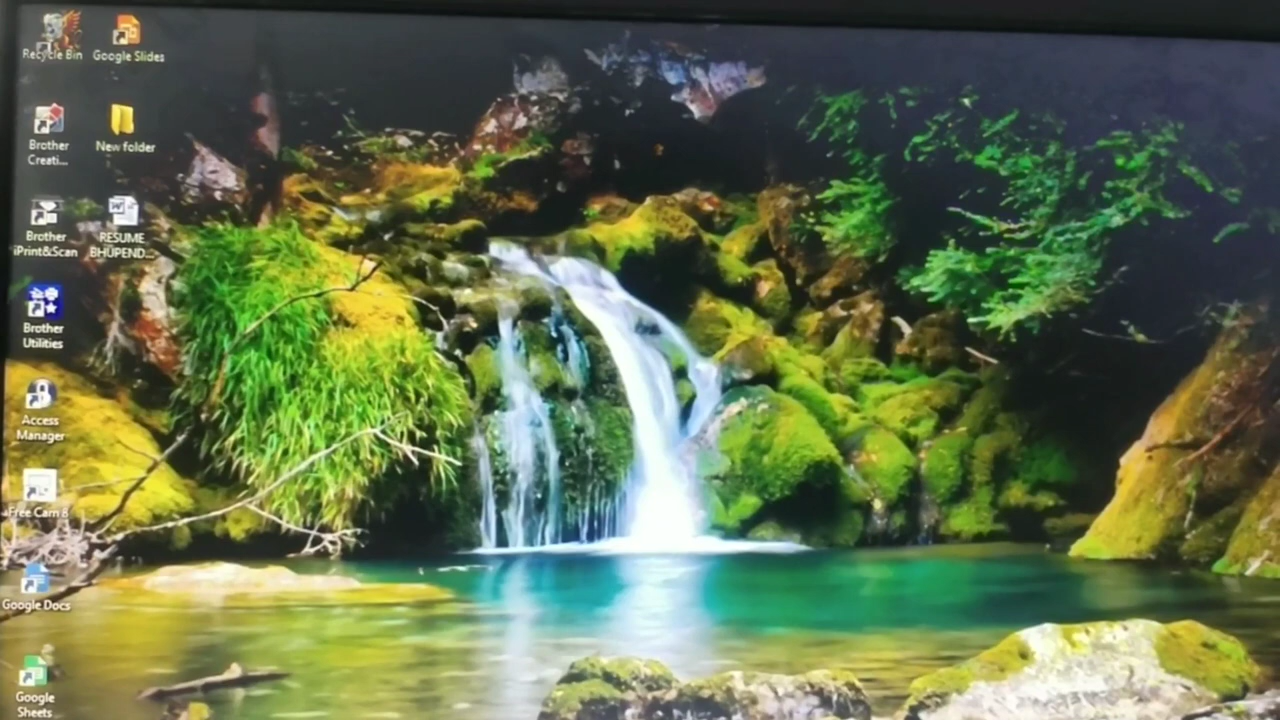 Recycle Bin
Google Slides
Brother
Creati...
New folder
Brother
iPrint&Scan
RESUME
BHUPEND...
Brother
Utilities
Access
Manager
Free Cam 8
Google Docs
Google
Sheets